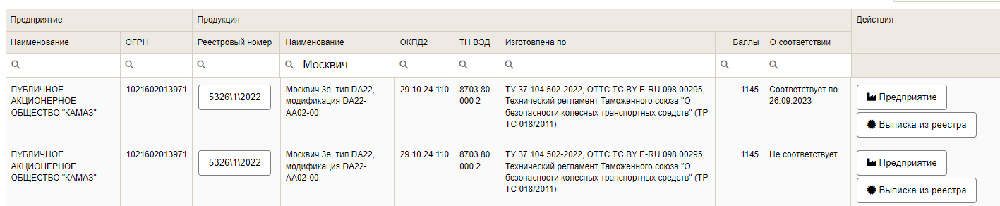 Предприятие Продукция Действия
Наименование ОГРН Реестровый номер Наименование ОКПД2 ТН ВЭД Изготовлена по Баллы О соответствии
Москвич .
ПУБЛИЧНОЕ
АКЦИОНЕРНОЕ
ОБЩЕСТВО "КАМАЗ"
1021602013971
5326\1\2022
Москвич 3е, тип DA22,
модификация DA22-
AA02-00
29.10.24.110
8703 80
000 2
ТУ 37.104.502-2022, ОТТС ТС BY E-RU.098.00295,
Технический регламент Таможенного союза "О
безопасности колесных транспортных средств" (ТР
ТС 018/2011)
1145
Соответствует по
26.09.2023
Предприятие
Выписка из реестра
ПУБЛИЧНОЕ
АКЦИОНЕРНОЕ
ОБЩЕСТВО "КАМАЗ"
1021602013971
5326\1\2022
Москвич 3е, тип DA22,
модификация DA22-
AA02-00
29.10.24.110
8703 80
000 2
ТУ 37.104.502-2022, ОТТС ТС BY E-RU.098.00295,
Технический регламент Таможенного союза "О
безопасности колесных транспортных средств" (ТР
ТС 018/2011)
1145
Не соответствует
Предприятие
Выписка из реестра